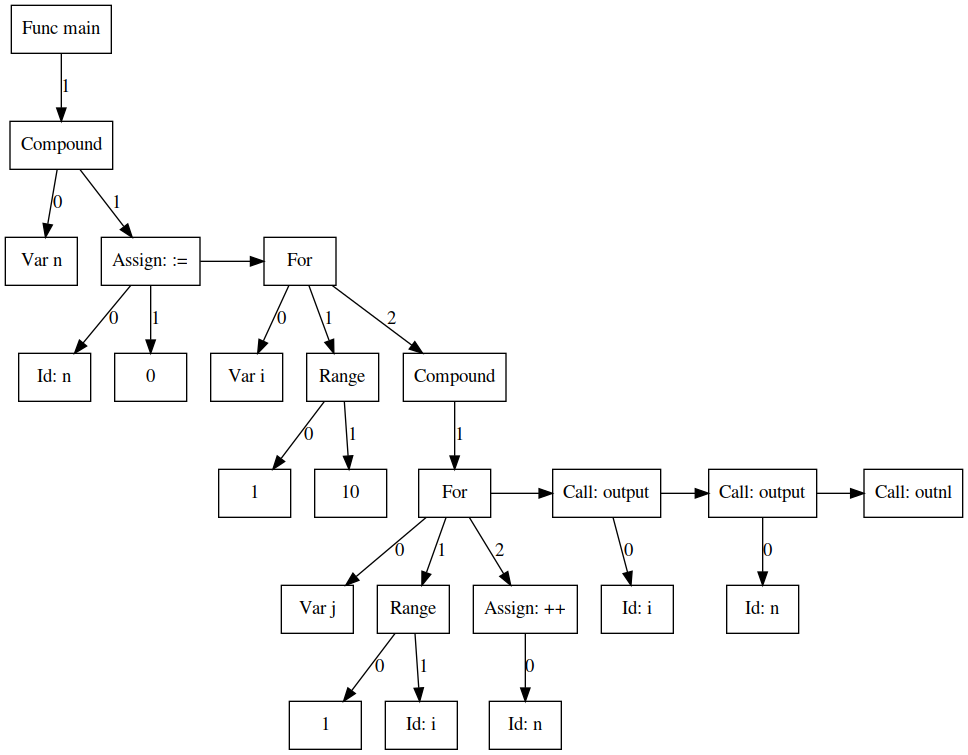 Func main
1
Compound
0
1
Var n
Assign: :=
For
0
1
0
1
2
Id: n
0
Var i
Range
Compound
0
1
1
1
10
For
Call: output
Call: output
Call: outnl
0
1
2
0
0
Var j
Range
Assign: ++
Id: i
Id: n
0
1
0
1
Id: i
Id: n